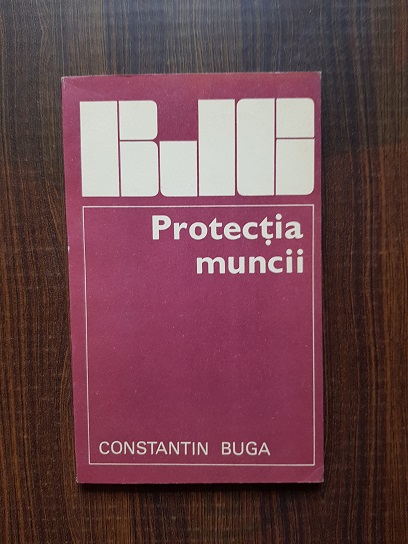 BJC
Protecția
muncii
CONSTANTIN BUGA